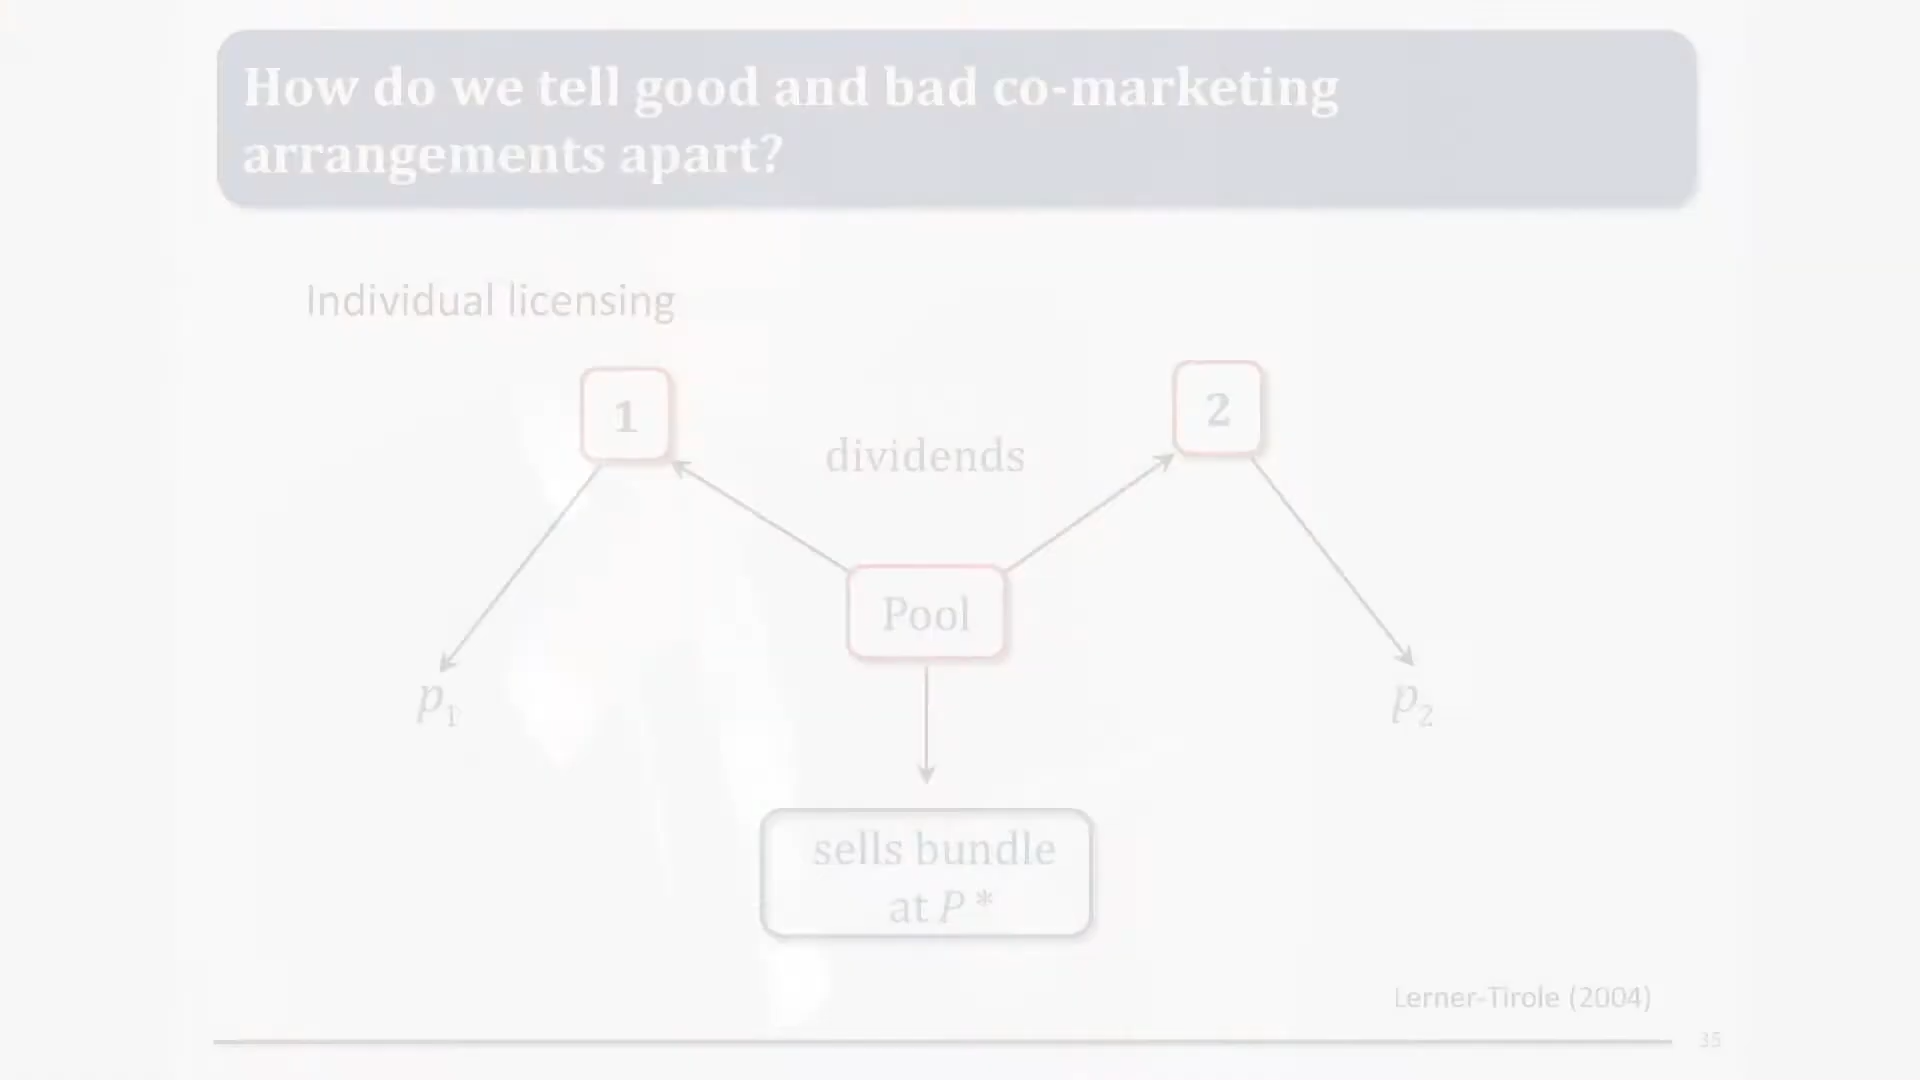 How do we tell good and bad co-marketing
arrangements apart?
Individual licensing
1
2
dividends
Pool
p1
p2
sells bundle
at P *
Lerner-Tirole (2004)
35